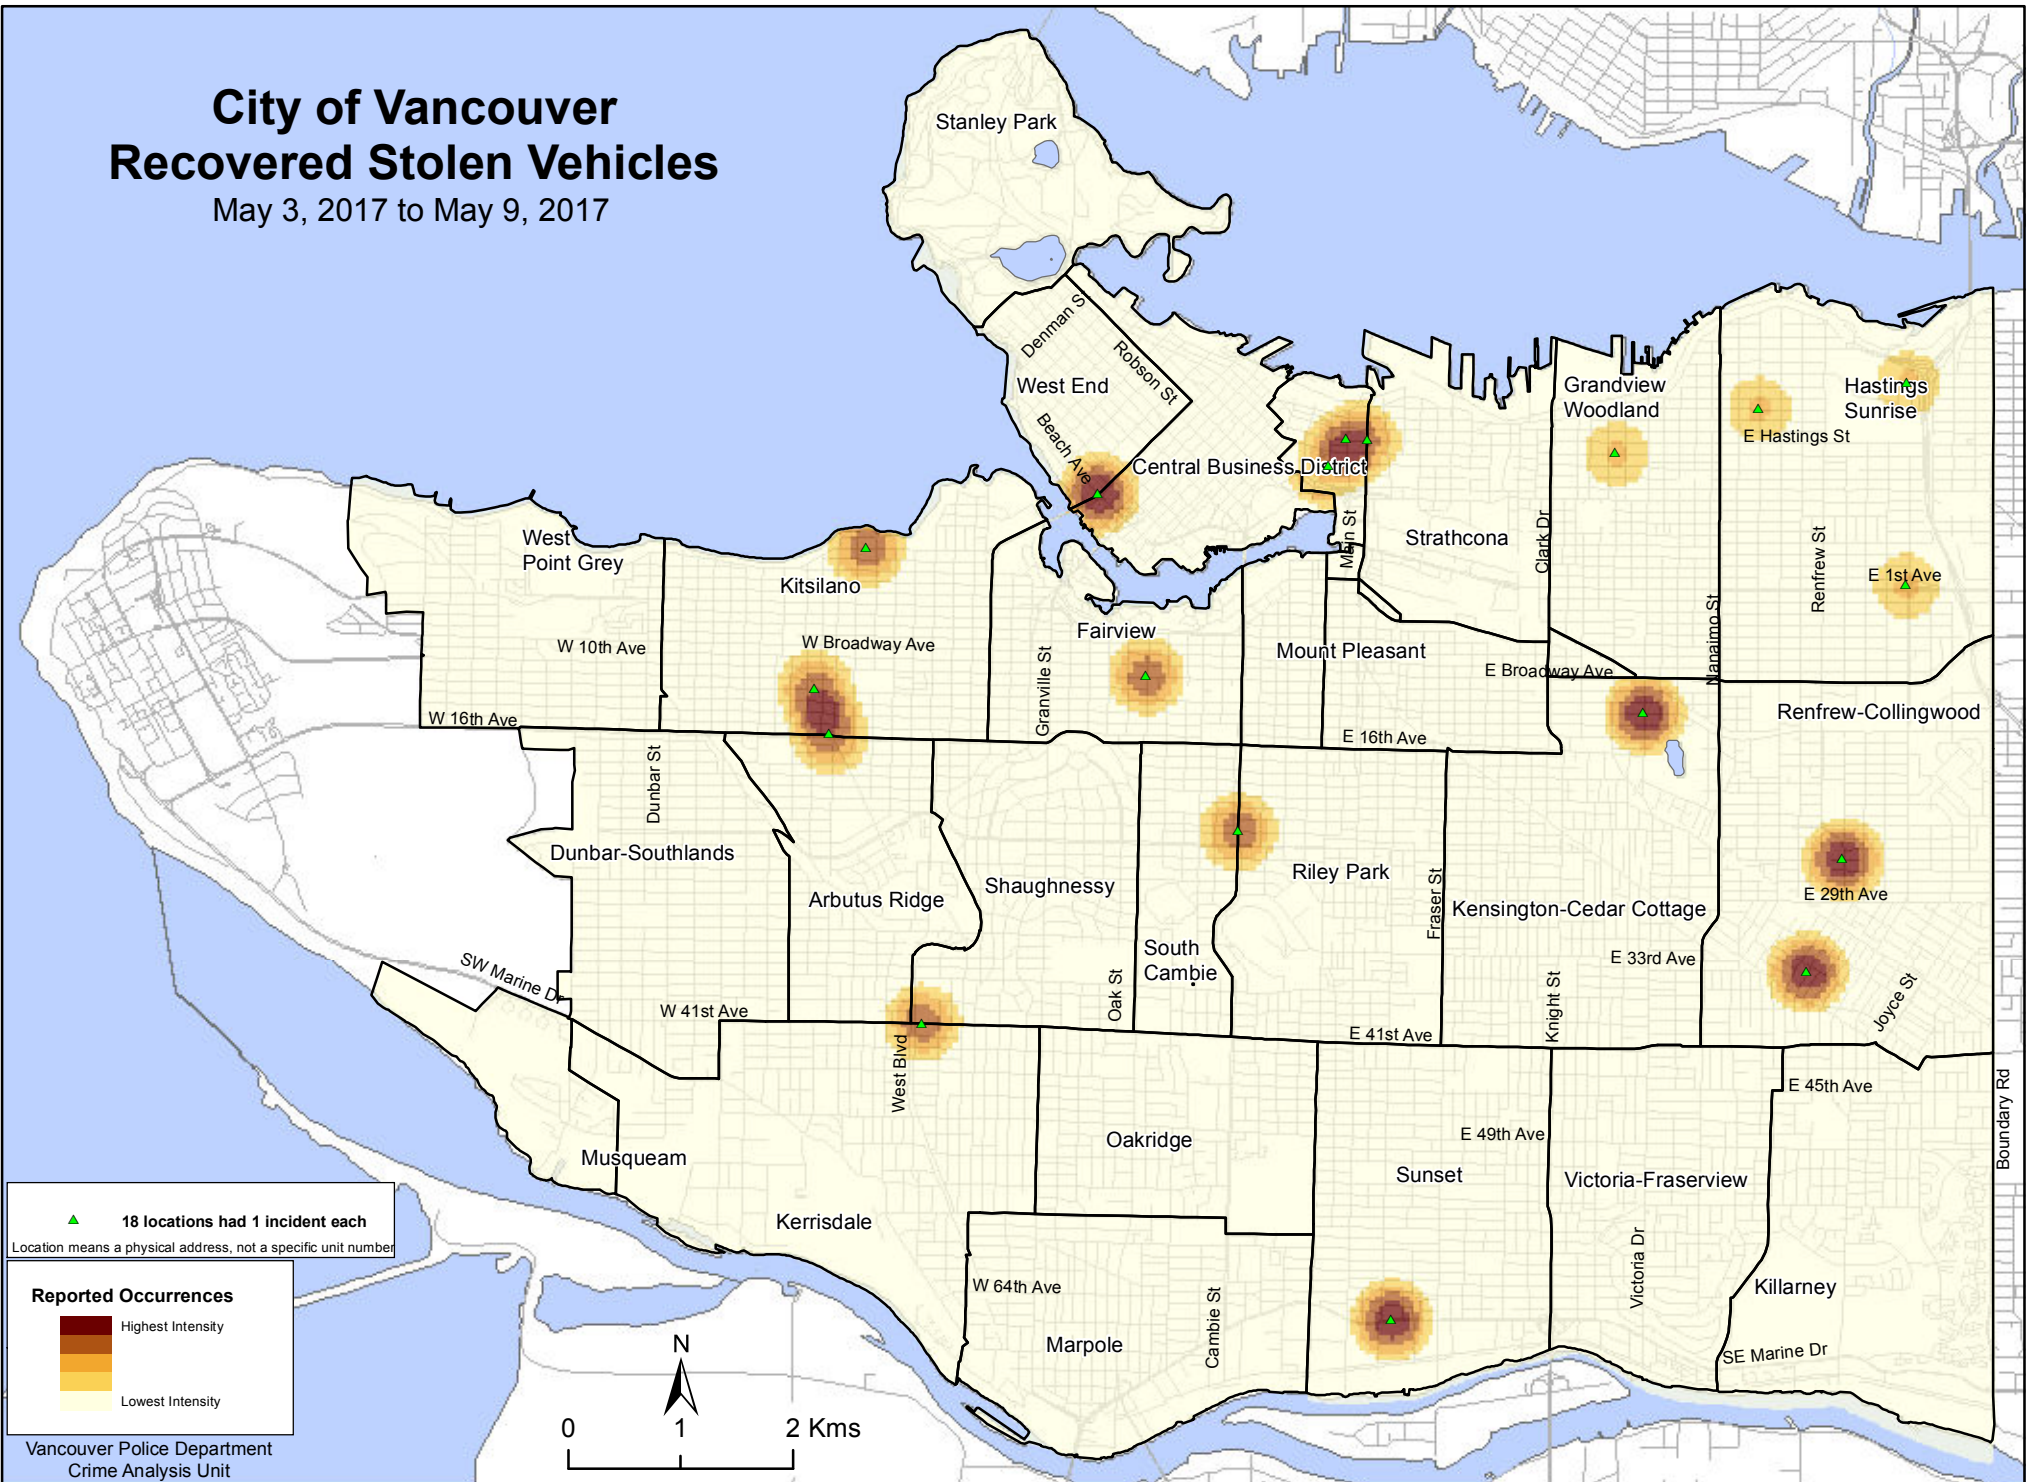 City of Vancouver
Recovered Stolen Vehicles
May 3, 2017 to May 9, 2017
Stanley Park
Denman S
Robson St
West End
Beach Ave
Central Business District
Grandview
Woodland
Hastings
Sunrise
E Hastings St
West
Point Grey
Kitsilano
Main St
Strathcona
Clark Dr
Renfrew St
E 1st Ave
W 10th Ave
W Broadway Ave
Fairview
Granville St
Mount Pleasant
E Broadway Ave
Nanaimo St
W 16th Ave
E 16th Ave
Renfrew-Collingwood
Dunbar St
Dunbar-Southlands
Arbutus Ridge
Shaughnessy
Riley Park
Fraser St
Kensington-Cedar Cottage
E 29th Ave
South
Cambie
SW Marine Dr
E 33rd Ave
Oak St
Knight St
Joyce St
W 41st Ave
E 41st Ave
West Blvd
E 45th Ave
Boundary Rd
Oakridge
E 49th Ave
Musqueam
Sunset
Victoria-Fraserview
Kerrisdale
Victoria Dr
W 64th Ave
Killarney
Cambie St
Marpole
SE Marine Dr
18 locations had 1 incident each
Location means a physical address, not a specific unit number
Reported Occurrences
Highest Intensity
Lowest Intensity
N
0 1 2 Kms
Vancouver Police Department
Crime Analysis Unit